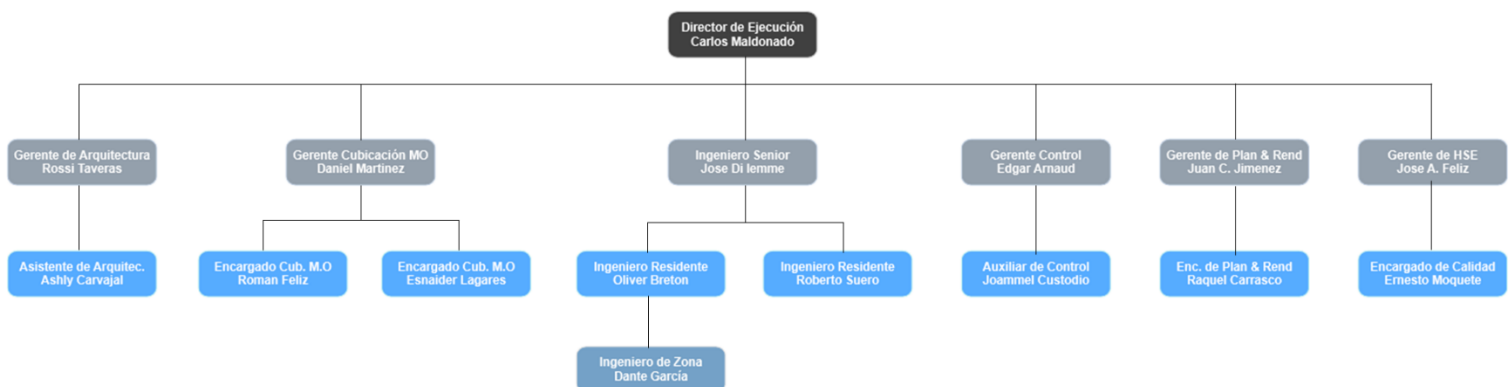 Director de Ejecución
Carlos Maldonado
Gerente de Arquitectura
Rossi Taveras
Gerente Cubicación MO
Daniel Martinez
Ingeniero Senior
Jose Di Iemme
Gerente Control
Edgar Arnaud
Gerente de Plan & Rend
Juan C. Jimenez
Gerente de HSE
Jose A. Feliz
Asistente de Arquitec.
Ashly Carvajal
Encargado Cub. M.O
Roman Feliz
Encargado Cub. M.O
Esnaider Lagares
Ingeniero Residente
Oliver Breton
Ingeniero Residente
Roberto Suero
Auxiliar de Control
Joammel Custodio
Enc. de Plan & Rend
Raquel Carrasco
Encargado de Calidad
Ernesto Moquete
Ingeniero de Zona
Dante García